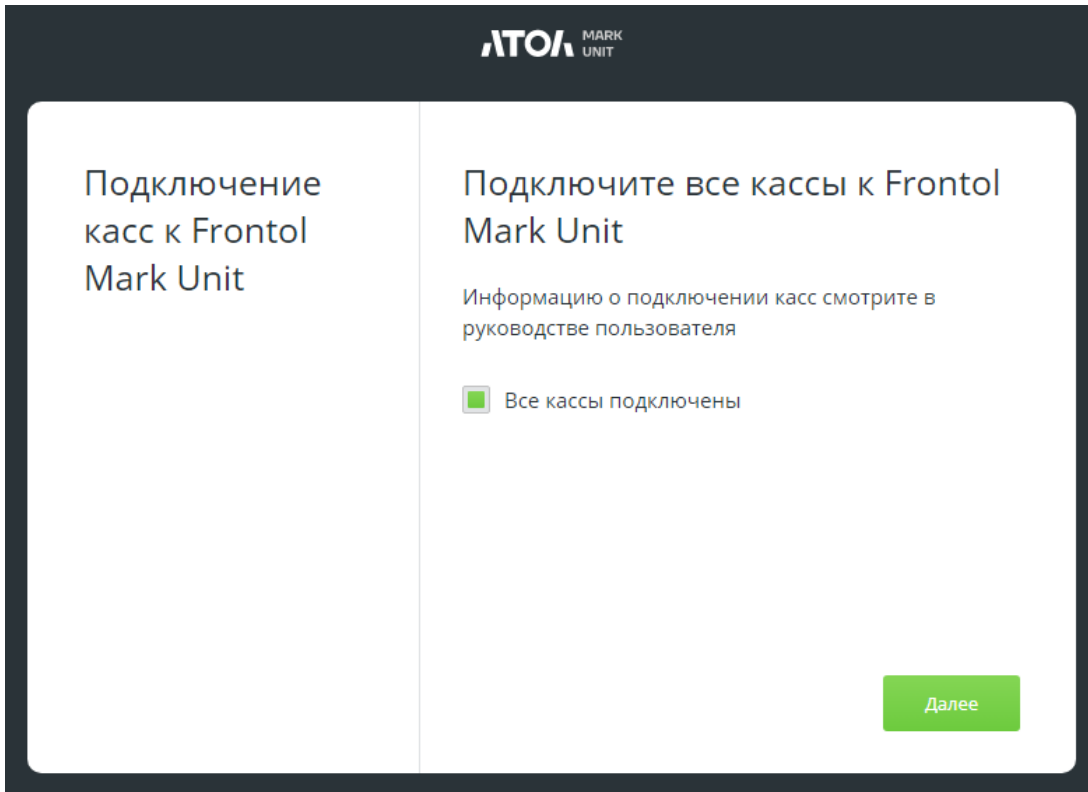 АТОЛ MARK
UNIT
Подключение
касс к Frontol
Mark Unit
Подключите все кассы к Frontol
Mark Unit
Информацию о подключении касс смотрите в
руководстве пользователя
Все кассы подключены
Далее